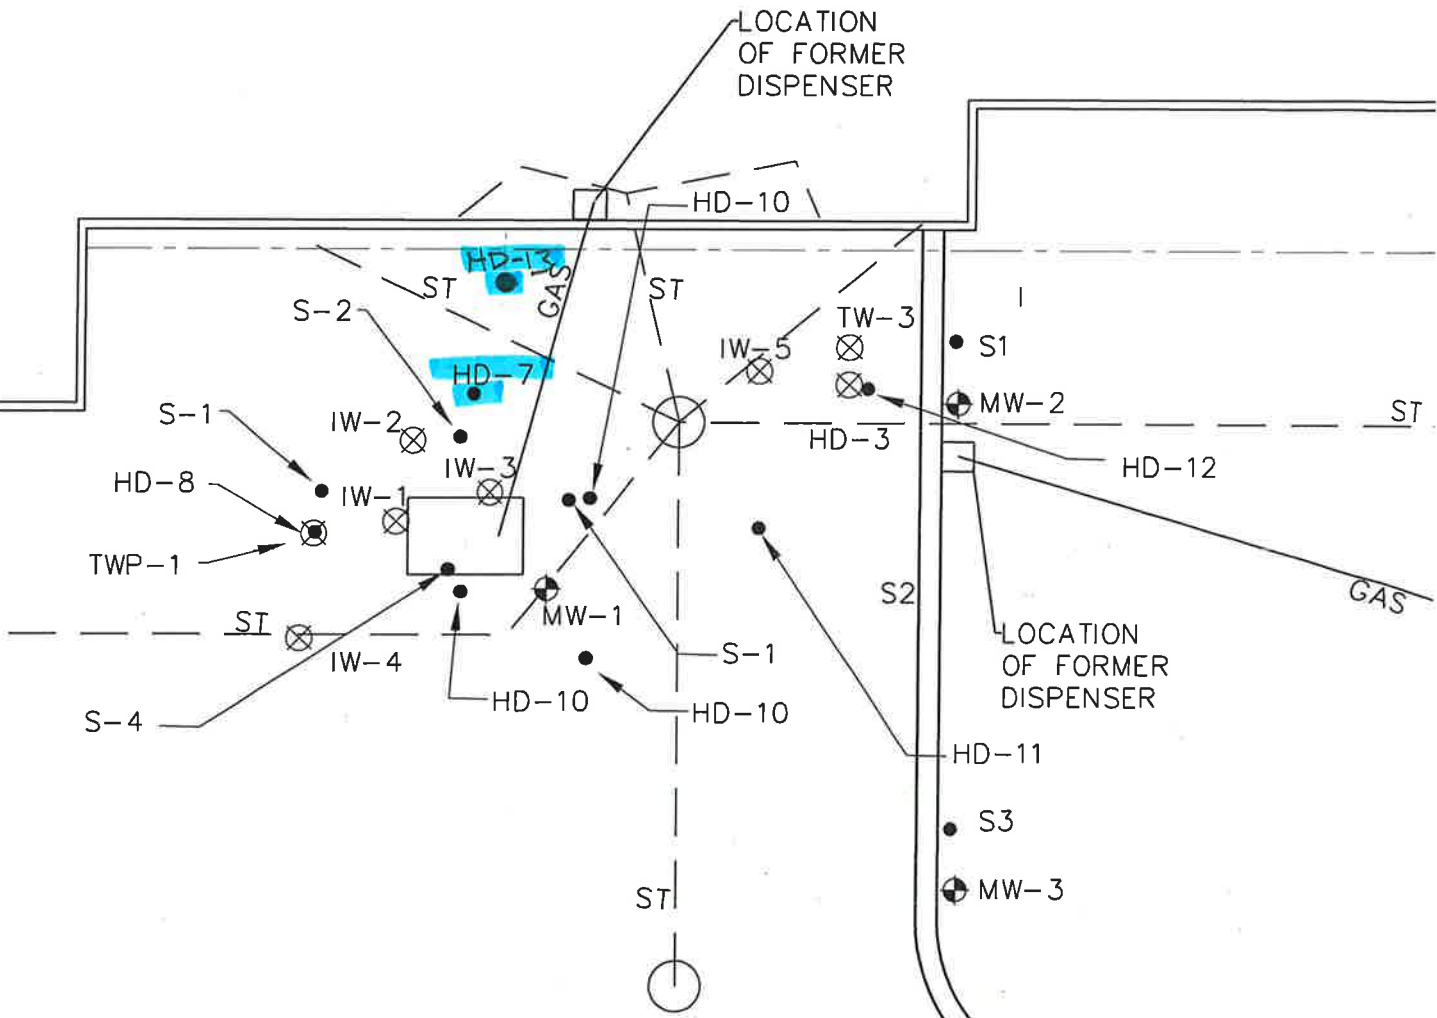 LOCATION
OF FORMER
DISPENSER
HD-10
HD-13
ST
GAS
ST
S-2
TW-3
I
S1
IW-5
HD-7
MW-2
ST
S-1
IW-2
HD-3
HD-12
IW-3
HD-8
IW-1
TWP-1
S2
GAS
MW-1
ST
IW-4
S-1
LOCATION
OF FORMER
DISPENSER
HD-10
HD-10
S-4
HD-11
S3
ST
MW-3